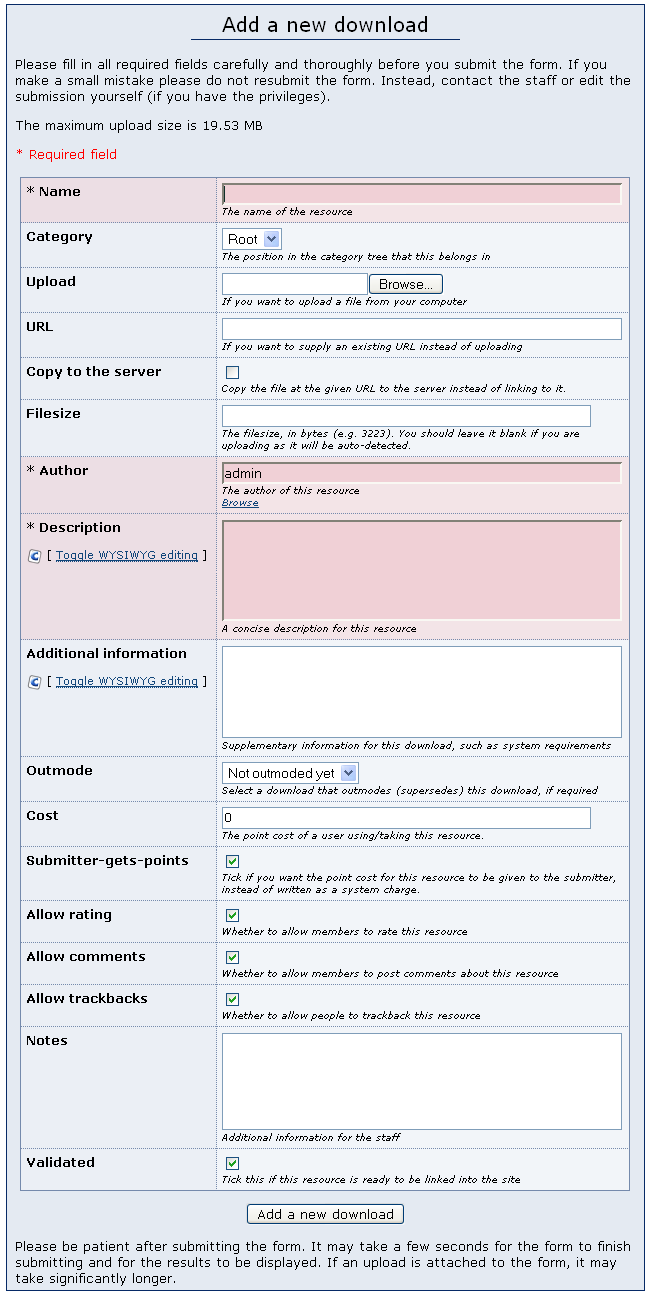 Add a new download
Please fill in all required fields carefully and thoroughly before you submit the form. If you
make a small mistake please do not resubmit the form. Instead, contact the staff or edit the
submission yourself (if you have the privileges).
The maximum upload size is 19.53 MB
* Required field
* Name
The name of the resource
Category
Root
The position in the category tree that this belongs in
Upload
Browse...
If you want to upload a file from your computer
URL
If you want to supply an existing URL instead of uploading
Copy to the server
Copy the file at the given URL to the server instead of linking to it.
Filesize
The filesize, in bytes (e.g. 3223). You should leave it blank if you are
uploading as it will be auto-detected.
* Author
admin
The author of this resource
Browse
* Description
[ Toggle WYSIWYG editing ]
A concise description for this resource
Additional information
[ Toggle WYSIWYG editing ]
Supplementary information for this download, such as system requirements
Outmode
Not outmoded yet
Select a download that outmodes (supersedes) this download, if required
Cost
0
The point cost of a user using/taking this resource.
Submitter-gets-points
Tick if you want the point cost for this resource to be given to the submitter,
instead of written as a system charge.
Allow rating
Whether to allow members to rate this resource
Allow comments
Whether to allow members to post comments about this resource
Allow trackbacks
Whether to allow people to trackback this resource
Notes
Additional information for the staff
Validated
Tick this if this resource is ready to be linked into the site
Add a new download
Please be patient after submitting the form. It may take a few seconds for the form to finish
submitting and for the results to be displayed. If an upload is attached to the form, it may
take significantly longer.